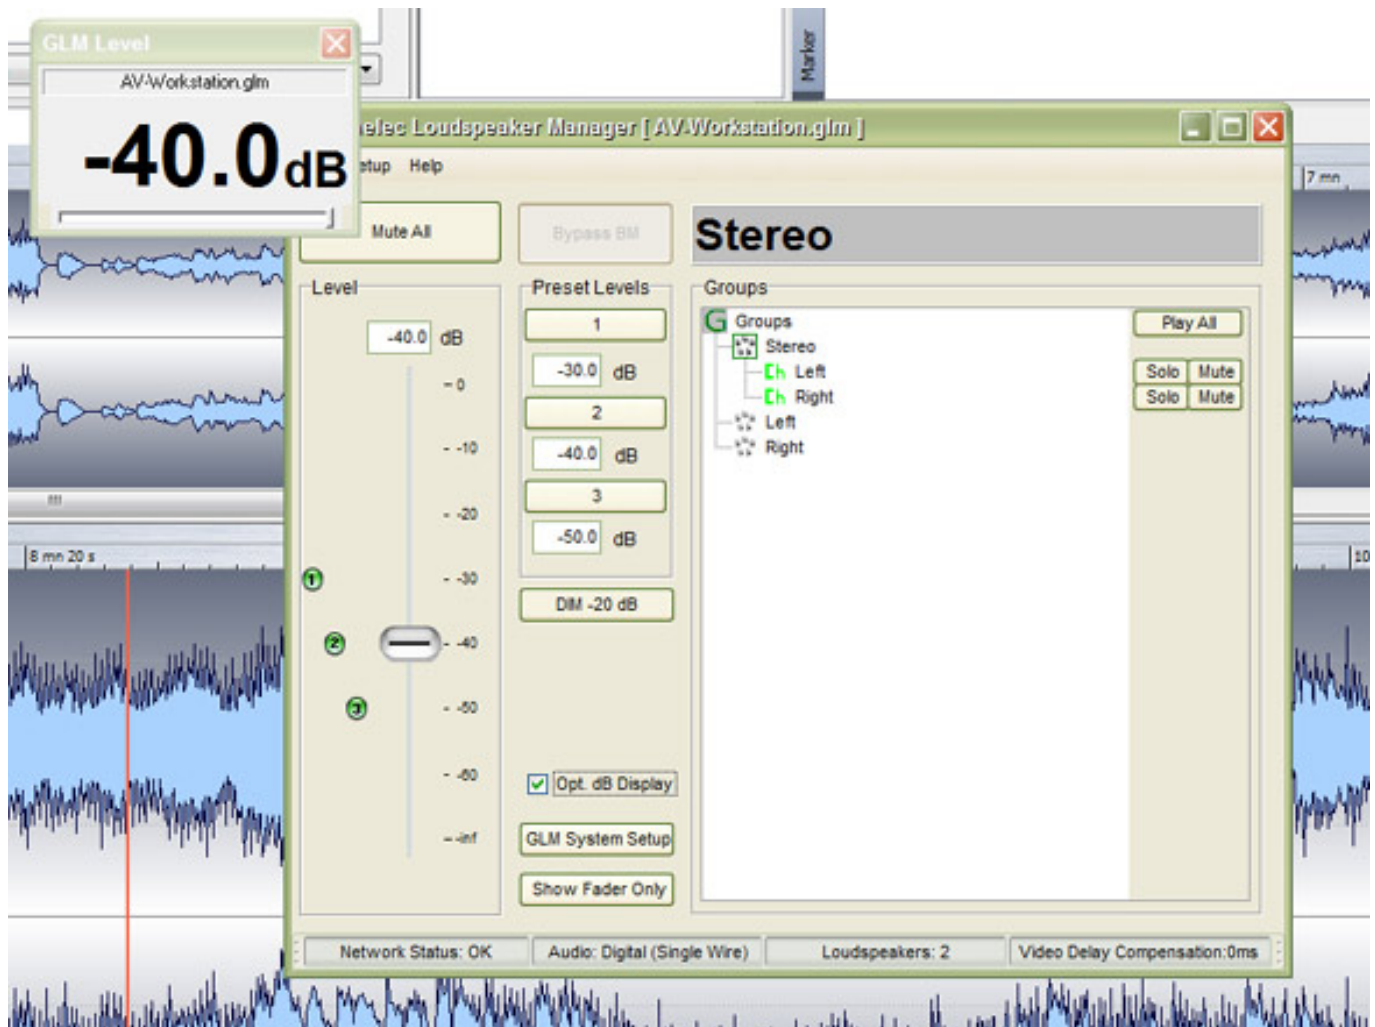 GLM Level
AV-Workstation.glm
-40.0dB
Marker
elec Loudspeaker Manager [ AV-Workstation.glm ]
etup Help
7 mn
Mute All
Bypass BM
Stereo
Level
Preset Levels
Groups
-40.0 dB
1
Groups
Play All
Stereo
-30.0 dB
Left
Solo Mute
- 0
2
Right
Solo Mute
Left
- -10
-40.0 dB
Right
3
- -20
-50.0 dB
8 mn 20 s
10
1
- -30
DIM -20 dB
2
- -40
3
- -50
- -60
Opt. dB Display
- -inf
GLM System Setup
Show Fader Only
Network Status: OK
Audio: Digital (Single Wire)
Loudspeakers: 2
Video Delay Compensation:0ms